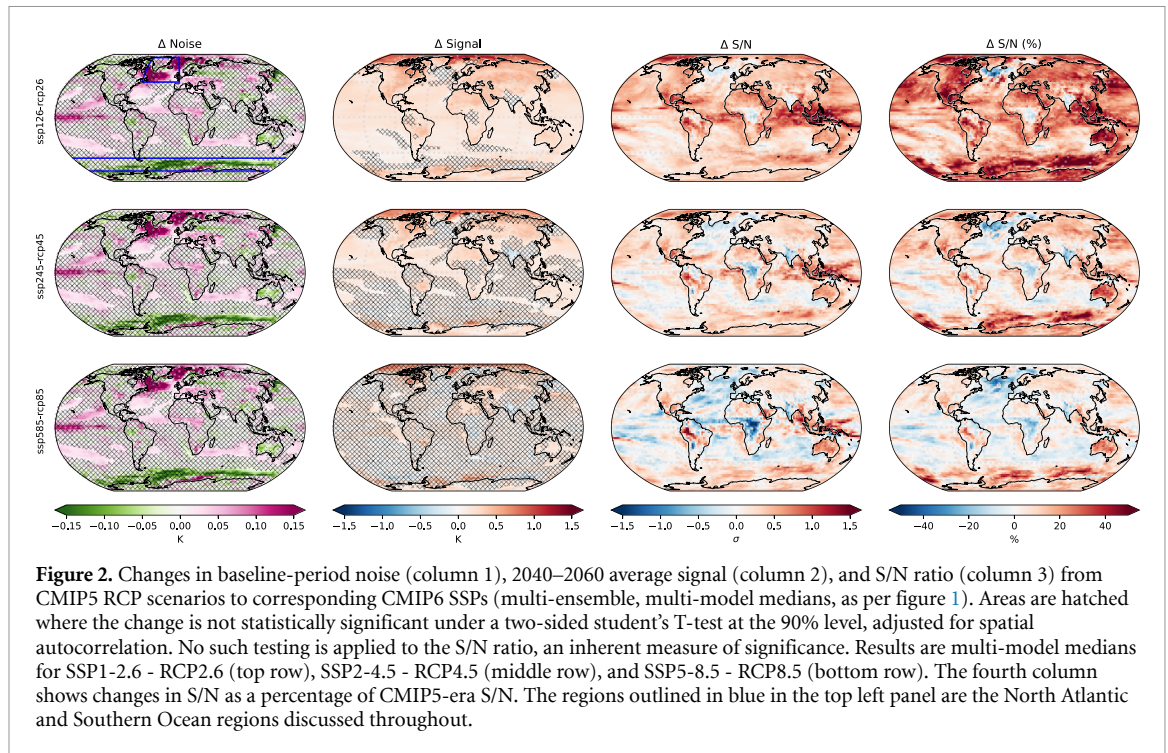 Δ Noise
Δ Signal
Δ S/N
Δ S/N (%)
ssp126-rcp26
ssp245-rcp45
ssp585-rcp85
−0.15 −0.10 −0.05 0.00 0.05 0.10 0.15
K
−1.5 −1.0 −0.5 0.0 0.5 1.0 1.5
K
−1.5 −1.0 −0.5 0.0 0.5 1.0 1.5
σ
−40 −20 0 20 40
%
Figure 2. Changes in baseline-period noise (column 1), 2040–2060 average signal (column 2), and S/N ratio (column 3) from
CMIP5 RCP scenarios to corresponding CMIP6 SSPs (multi-ensemble, multi-model medians, as per figure 1). Areas are hatched
where the change is not statistically significant under a two-sided student’s T-test at the 90% level, adjusted for spatial
autocorrelation. No such testing is applied to the S/N ratio, an inherent measure of significance. Results are multi-model medians
for SSP1-2.6 - RCP2.6 (top row), SSP2-4.5 - RCP4.5 (middle row), and SSP5-8.5 - RCP8.5 (bottom row). The fourth column
shows changes in S/N as a percentage of CMIP5-era S/N. The regions outlined in blue in the top left panel are the North Atlantic
and Southern Ocean regions discussed throughout.